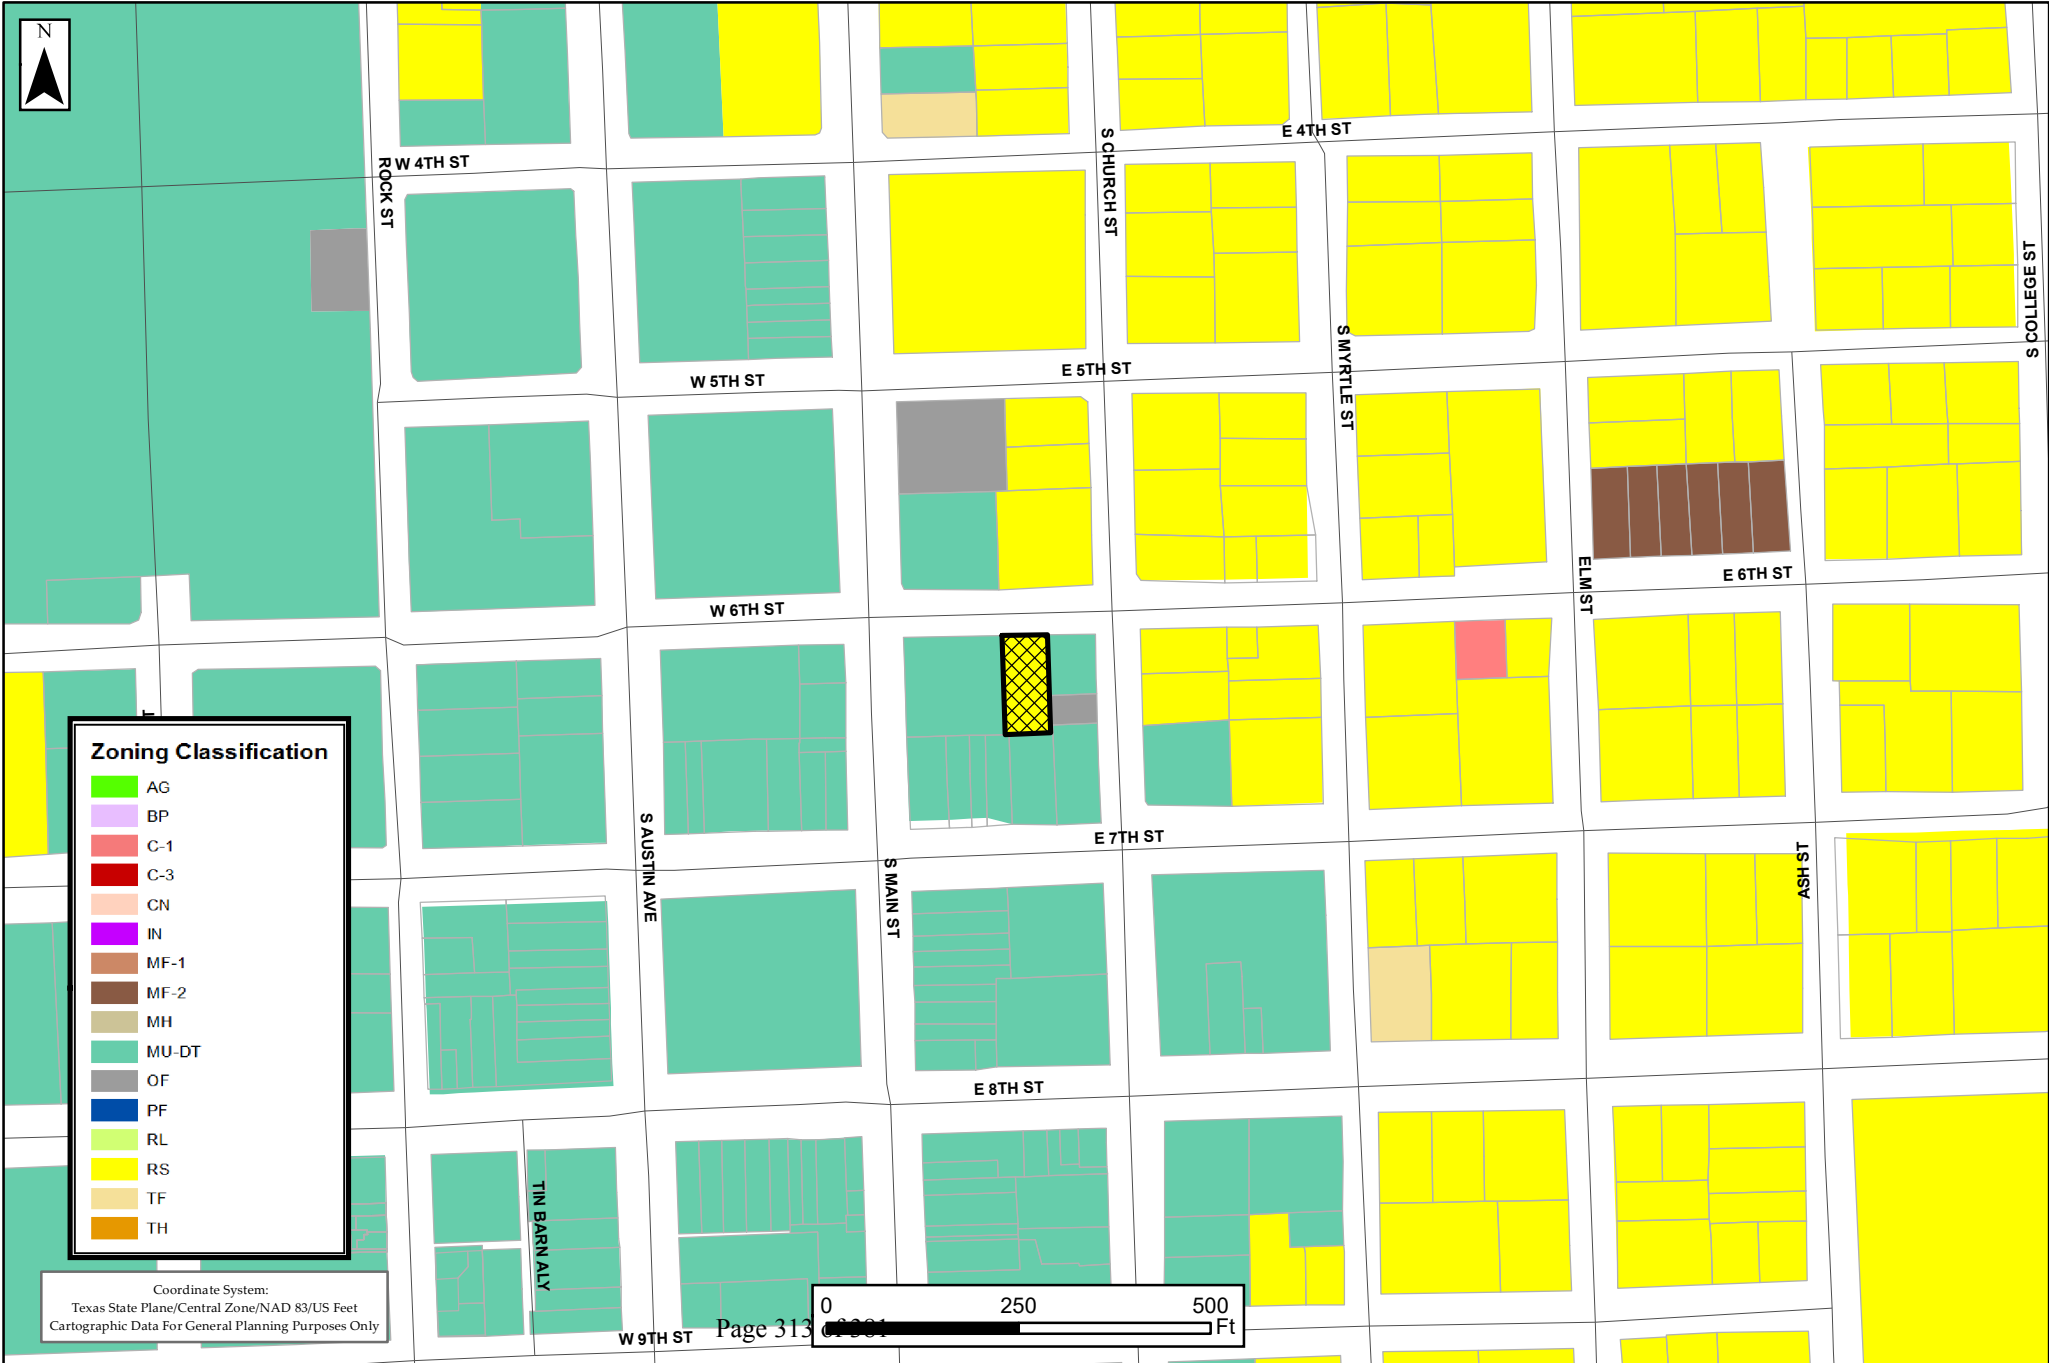 N
E 4TH ST
W 4TH ST
ROCK ST
S CHURCH ST
S COLLEGE ST
S MYRTLE ST
E 5TH ST
W 5TH ST
ELM ST
E 6TH ST
W 6TH ST
S AUSTIN AVE
S MAIN ST
E 7TH ST
ASH ST
E 8TH ST
TIN BARN ALY
W 9TH ST
Zoning Classification
AG
BP
C-1
C-3
CN
IN
MF-1
MF-2
MH
MU-DT
OF
PF
RL
RS
TF
TH
Coordinate System:
Texas State Plane/Central Zone/NAD 83/US Feet
Cartographic Data For General Planning Purposes Only
0 250 500
Ft
Page 313 of 381